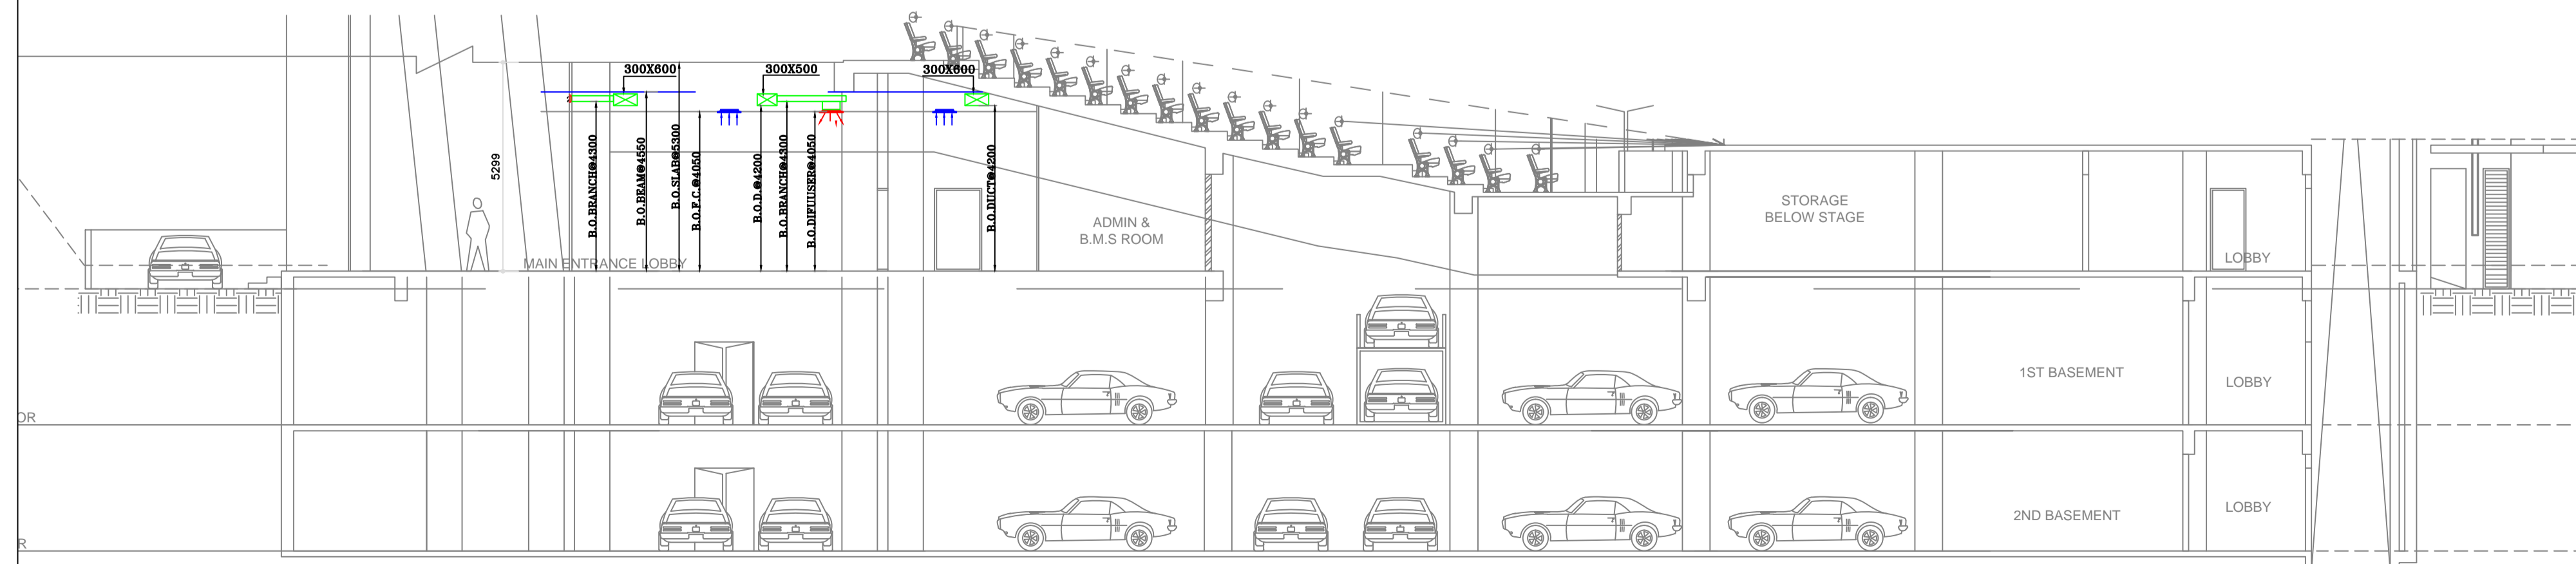 300X600
300X500
300X600
5299
B.O.BRANCH@4300
B.O.BEAM@4550
B.O.SLAB@5300
B.O.F.C.@4050
B.O.D.@4200
B.O.BRANCH@4300
B.O.DIFUUSER@4050
B.O.DUCT@4200
ADMIN &
B.M.S ROOM
STORAGE
BELOW STAGE
MAIN ENTRANCE LOBBY
LOBBY
1ST BASEMENT
LOBBY
OR
2ND BASEMENT
LOBBY
R